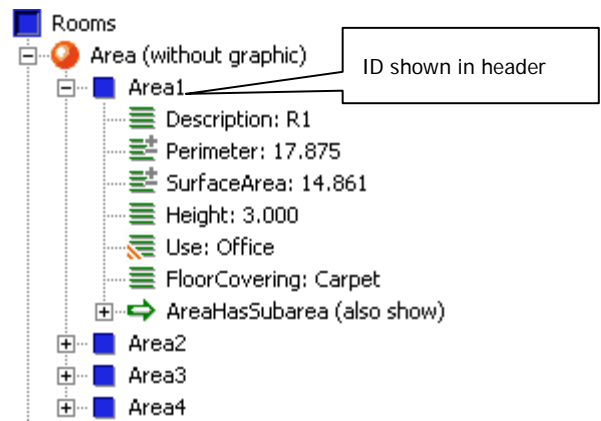 Rooms
Area (without graphic)
ID shown in header
Area1
Description: R1
Perimeter: 17.875
SurfaceArea: 14.861
Height: 3.000
Use: Office
FloorCovering: Carpet
AreaHasSubarea (also show)
Area2
Area3
Area4